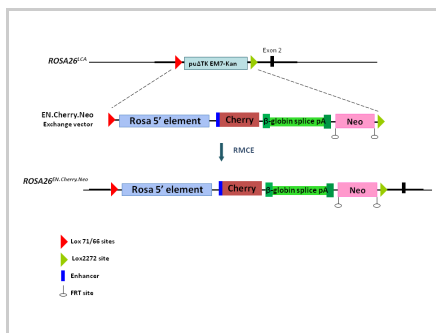 Exon 2
ROSA26LCA
puΔTK EM7-Kan
EN.Cherry.Neo
Exchange vector
Rosa 5' element
Cherry
β-globin splice pA
Neo
RMCE
ROSA26EN.Cherry.Neo
Rosa 5' element
Cherry
β-globin splice pA
Neo
Lox 71/66 sites
Lox2272 site
Enhancer
FRT site